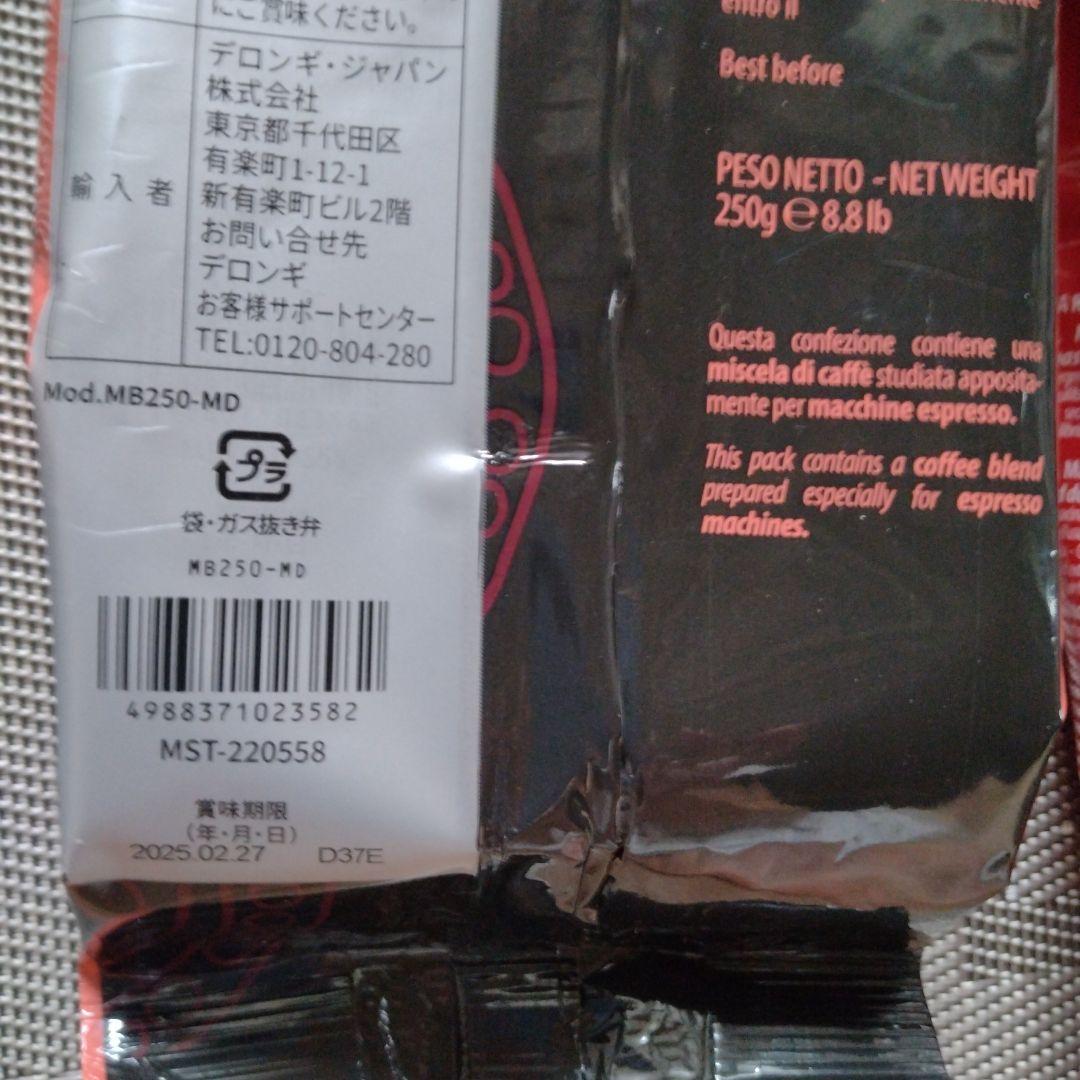 にご賞味ください。
輸入者
デロンギ・ジャパン
株式会社
東京都千代田区
有楽町1-12-1
新有楽町ビル2階
お問い合せ先
デロンギ
お客様サポートセンター
TEL:0120-804-280
Mod.MB250-MD
プラ
袋・ガス抜き弁
MB250-MD
4988371023582
MST-220558
賞味期限
(年・月・日)
2025.02.27 D37E
entro il
Best before
PESO NETTO - NET WEIGHT
250g ℮ 8.8 lb
Questa confezione contiene una
miscela di caffè studiata apposita-
mente per macchine espresso.
This pack contains a coffee blend
prepared especially for espresso
machines.